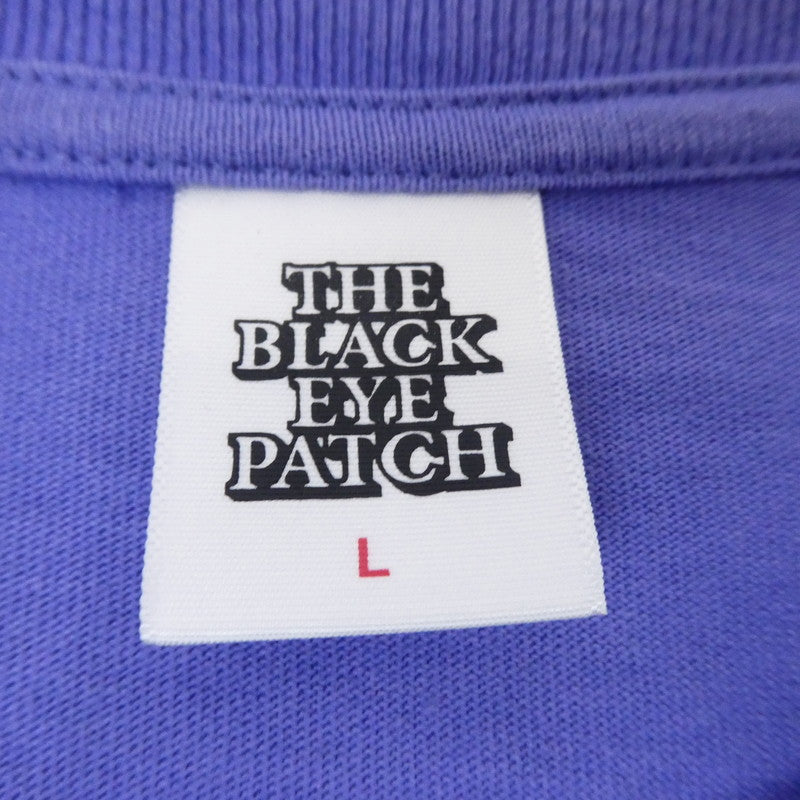 THE
BLACK
EYE
PATCH
L